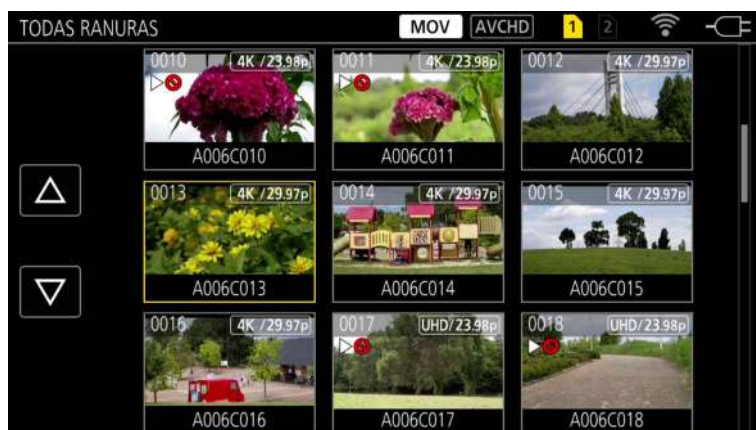 TODAS RANURAS MOV AVCHD 1 2
0010 4K /23.98p
0011 4K /23.98p
0012 4K /29.97p
A006C010
A006C011
A006C012
0013 4K /29.97p
0014 4K /29.97p
0015 4K /29.97p
A006C013
A006C014
A006C015
0016 4K /29.97p
0017 UHD/23.98p
0018 UHD/23.98p
A006C016
A006C017
A006C018